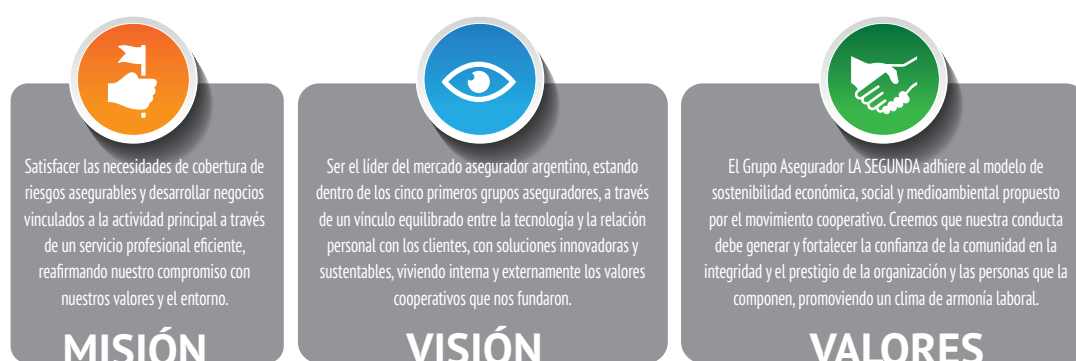 Satisfacer las necesidades de cobertura de
riesgos asegurables y desarrollar negocios
vinculados a la actividad principal a través
de un servicio profesional eficiente,
reafirmando nuestro compromiso con
nuestros valores y el entorno.
MISIÓN
Ser el líder del mercado asegurador argentino, estando
dentro de los cinco primeros grupos aseguradores, a través
de un vínculo equilibrado entre la tecnología y la relación
personal con los clientes, con soluciones innovadoras y
sustentables, viviendo interna y externamente los valores
cooperativos que nos fundaron.
VISIÓN
El Grupo Asegurador LA SEGUNDA adhiere al modelo de
sostenibilidad económica, social y medioambiental propuesto
por el movimiento cooperativo. Creemos que nuestra conducta
debe generar y fortalecer la confianza de la comunidad en la
integridad y el prestigio de la organización y las personas que la
componen, promoviendo un clima de armonía laboral.
VALORES